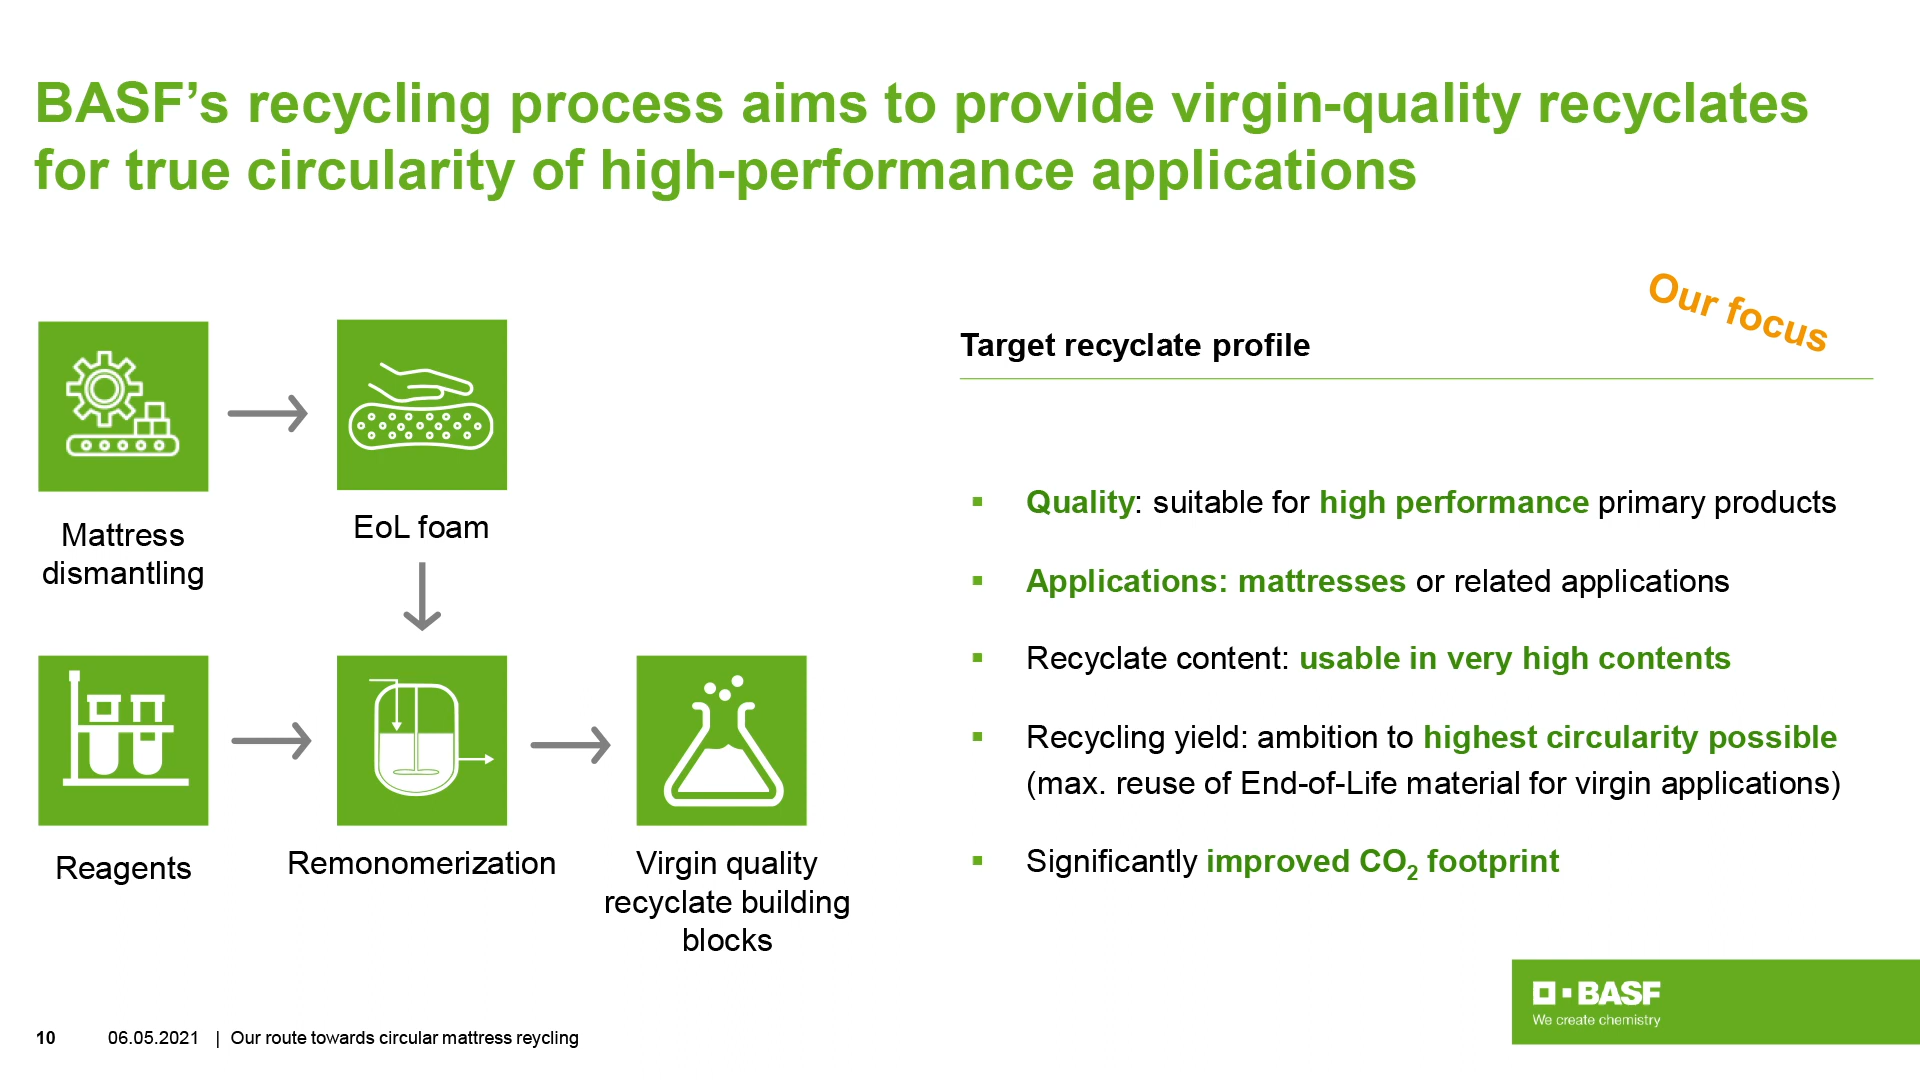 BASF’s recycling process aims to provide virgin-quality recyclates
for true circularity of high-performance applications
Mattress
dismantling
EoL foam
Reagents
Remonomerization
Virgin quality
recyclate building
blocks
Our focus
Target recyclate profile
▪ Quality: suitable for high performance primary products
▪ Applications: mattresses or related applications
▪ Recyclate content: usable in very high contents
▪ Recycling yield: ambition to highest circularity possible
(max. reuse of End-of-Life material for virgin applications)
▪ Significantly improved CO₂ footprint
BASF
We create chemistry
10 06.05.2021 | Our route towards circular mattress reycling